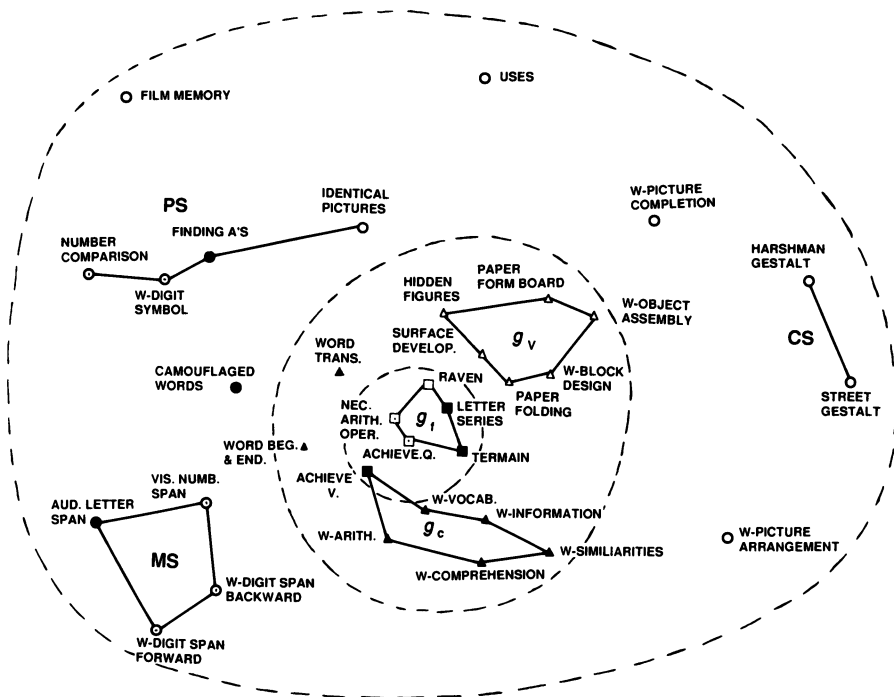 USES
FILM MEMORY
PS
IDENTICAL
PICTURES
W-PICTURE
COMPLETION
FINDING A'S
NUMBER
COMPARISON
W-DIGIT
SYMBOL
HARSHMAN
GESTALT
CS
STREET
GESTALT
HIDDEN
FIGURES
PAPER
FORM BOARD
W-OBJECT
ASSEMBLY
SURFACE
DEVELOP.
gV
W-BLOCK
DESIGN
PAPER
FOLDING
WORD
TRANS.
CAMOUFLAGED
WORDS
RAVEN
NEC.
ARITH.
OPER.
gf
LETTER
SERIES
ACHIEVE.Q.
TERMAIN
WORD BEG.
& END.
ACHIEVE
V.
VIS. NUMB.
SPAN
AUD. LETTER
SPAN
MS
W-DIGIT SPAN
BACKWARD
W-DIGIT SPAN
FORWARD
W-VOCAB.
W-INFORMATION
gc
W-ARITH.
W-SIMILIARITIES
W-COMPREHENSION
W-PICTURE
ARRANGEMENT